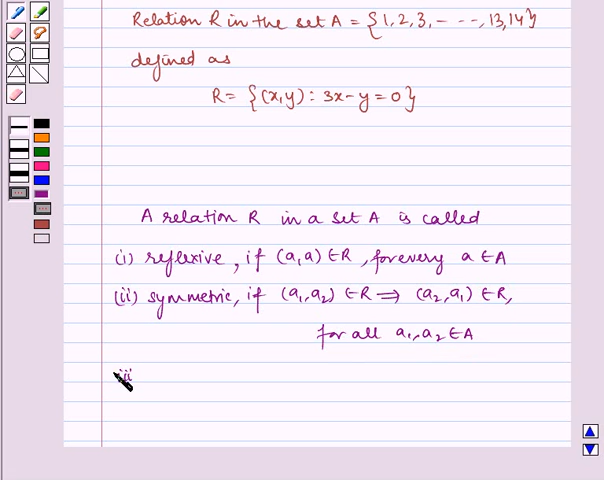 Relation R in the set A = {1,2,3,- - --,13,14}
defined as
R = {(x,y) : 3x-y=0}
A relation R in a set A is called
(i) reflexive, if (a,a) ∈ R, for every a ∈ A
(ii) symmetric, if (a₁,a₂) ∈ R ⟹ (a₂,a₁) ∈ R,
for all a₁,a₂ ∈ A
iii